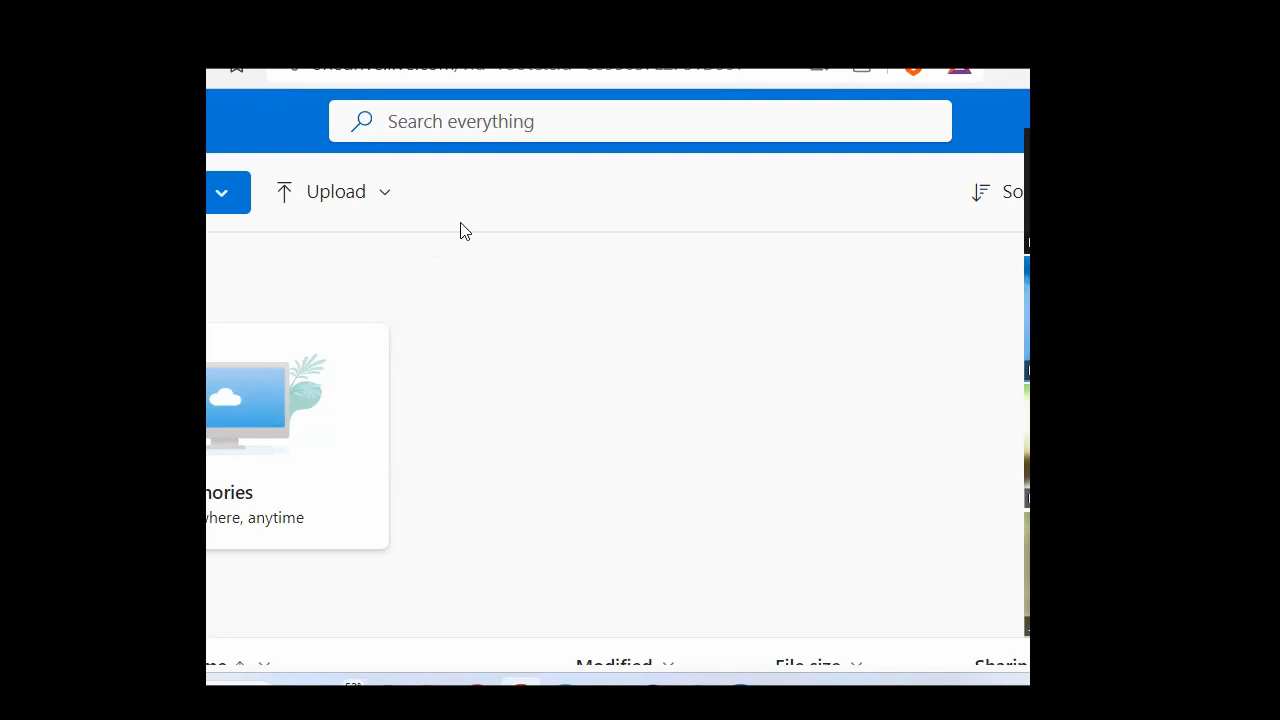 Search everything
Upload
So
nories
where, anytime
Modified
File size
Sharin